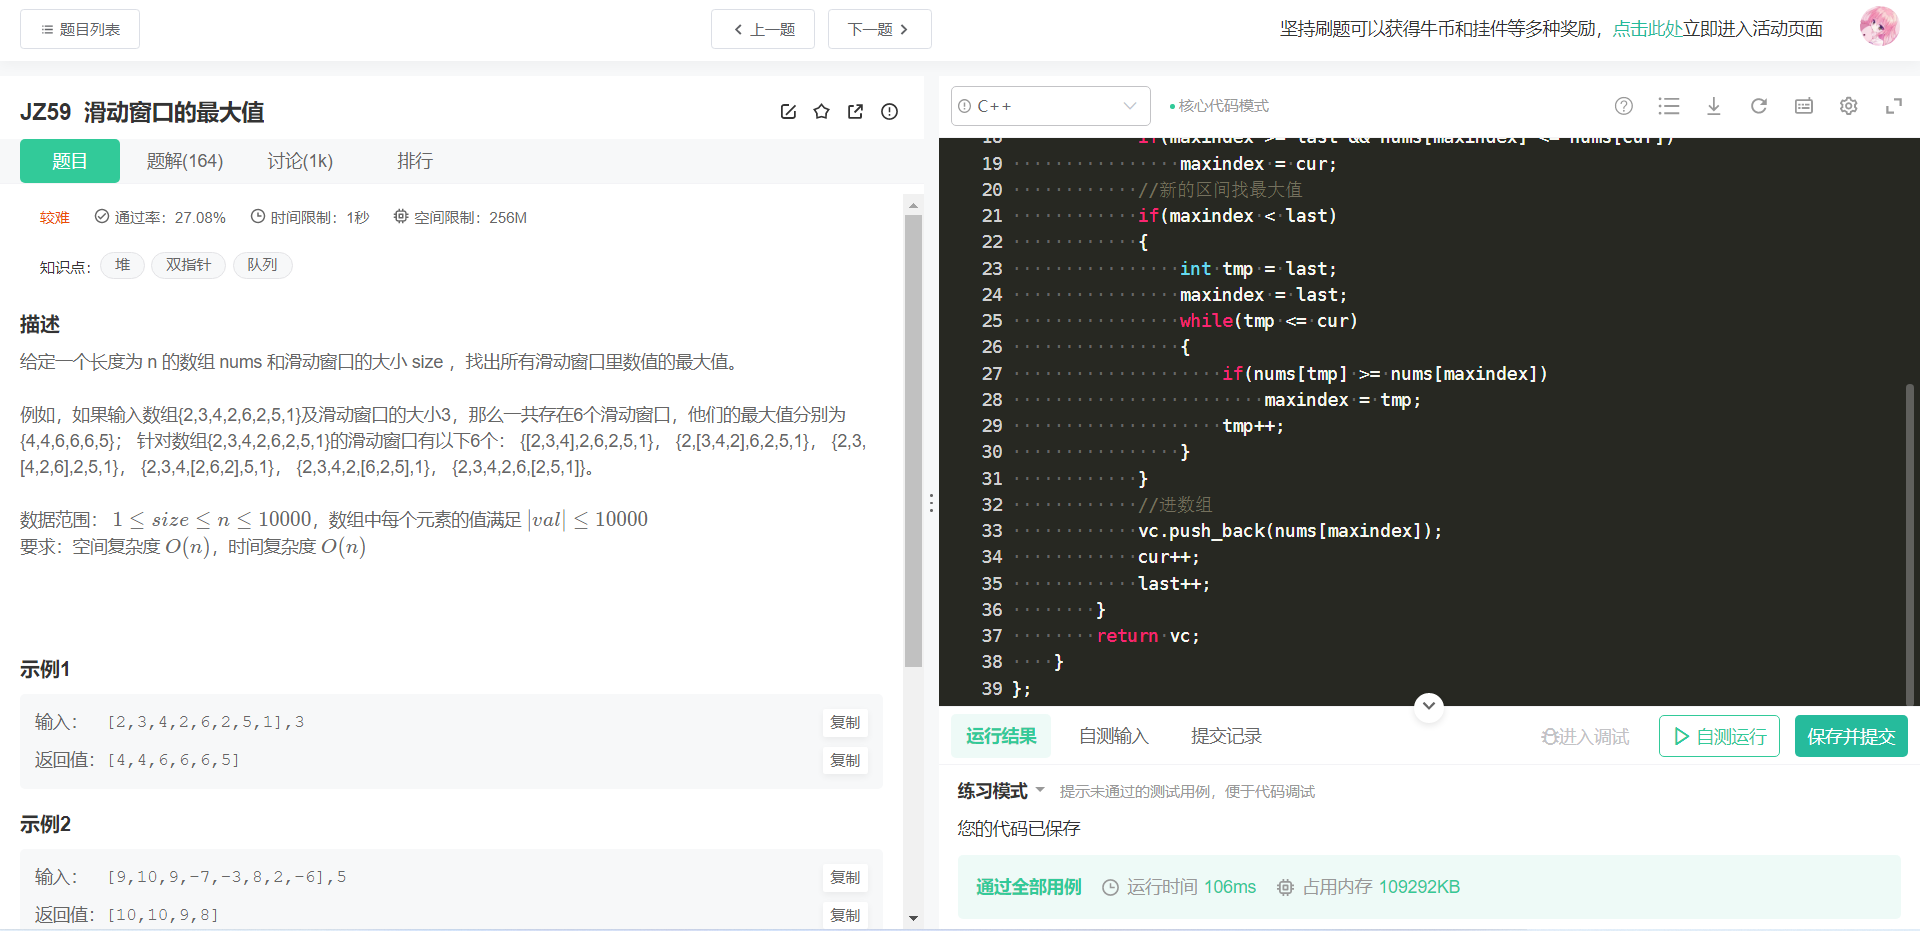 题目列表
上一题
下一题
坚持刷题可以获得牛币和挂件等多种奖励，点击此处立即进入活动页面
JZ59 滑动窗口的最大值
题目 题解(164) 讨论(1k) 排行
较难 通过率：27.08% 时间限制：1秒 空间限制：256M
知识点： 堆 双指针 队列
描述
给定一个长度为 n 的数组 nums 和滑动窗口的大小 size ，找出所有滑动窗口里数值的最大值。
例如，如果输入数组{2,3,4,2,6,2,5,1}及滑动窗口的大小3，那么一共存在6个滑动窗口，他们的最大值分别为
{4,4,6,6,6,5}； 针对数组{2,3,4,2,6,2,5,1}的滑动窗口有以下6个： {[2,3,4],2,6,2,5,1}， {2,[3,4,2],6,2,5,1}， {2,3,
[4,2,6],2,5,1}， {2,3,4,[2,6,2],5,1}， {2,3,4,2,[6,2,5],1}， {2,3,4,2,6,[2,5,1]}。
数据范围： 1 ≤ size ≤ n ≤ 10000，数组中每个元素的值满足 |val| ≤ 10000
要求：空间复杂度 O(n)，时间复杂度 O(n)
示例1
输入： [2,3,4,2,6,2,5,1],3 复制
返回值： [4,4,6,6,6,5] 复制
示例2
输入： [9,10,9,-7,-3,8,2,-6],5 复制
返回值： [10,10,9,8] 复制
C++ 核心代码模式
18 if(maxindex >= last && nums[maxindex] <= nums[cur])
19 maxindex = cur;
20 //新的区间找最大值
21 if(maxindex < last)
22 {
23 int tmp = last;
24 maxindex = last;
25 while(tmp <= cur)
26 {
27 if(nums[tmp] >= nums[maxindex])
28 maxindex = tmp;
29 tmp++;
30 }
31 }
32 //进数组
33 vc.push_back(nums[maxindex]);
34 cur++;
35 last++;
36 }
37 return vc;
38 }
39 };
运行结果 自测输入 提交记录 进入调试 自测运行 保存并提交
练习模式 提示未通过的测试用例，便于代码调试
您的代码已保存
通过全部用例 运行时间 106ms 占用内存 109292KB